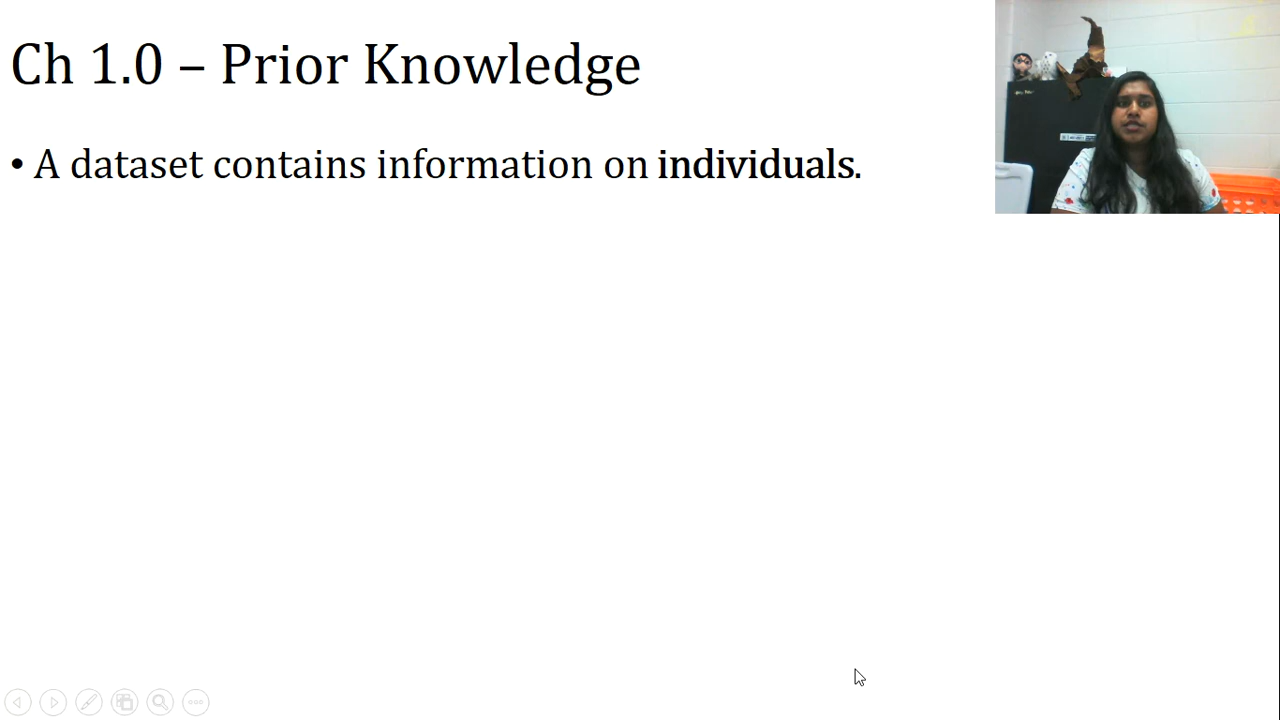 Ch 1.0 – Prior Knowledge
• A dataset contains information on individuals.